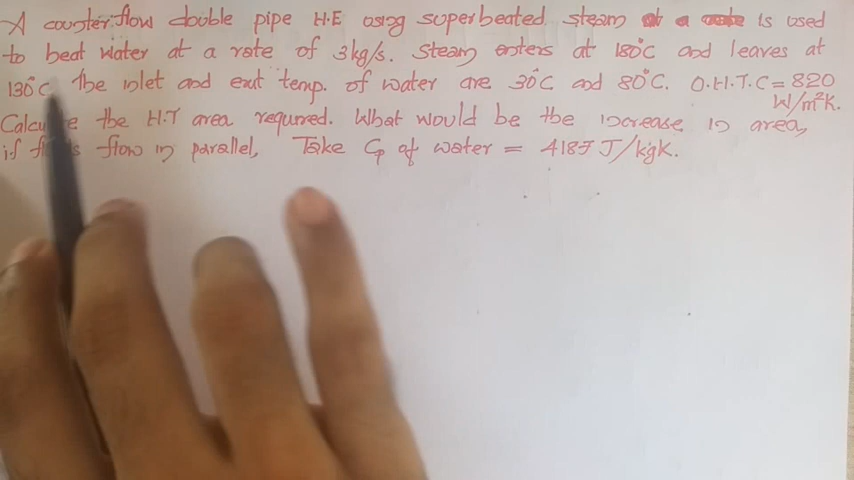 A counterflow double pipe H.E using superheated steam is used
to heat water at a rate of 3kg/s. Steam enters at 180°C and leaves at
130°C. The inlet and exit temp. of water are 30°C and 80°C. O.H.T.C = 820
W/m²K.
the H.T area required. What would be the increase in area,
if flow in parallel, Take Cp of water = 4187 J/kgK.